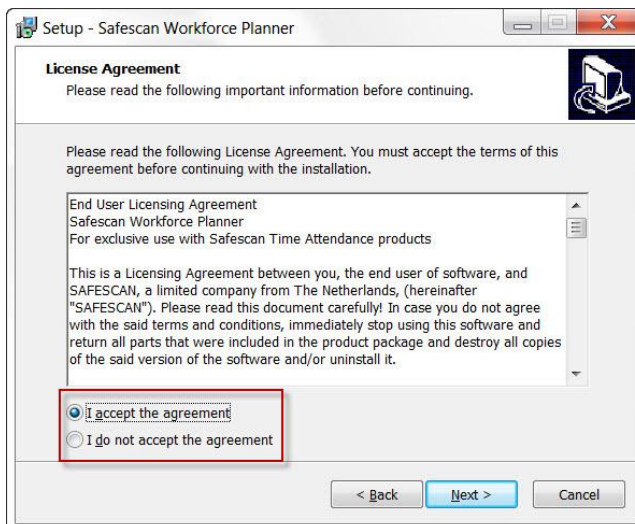 Setup - Safescan Workforce Planner
License Agreement
Please read the following important information before continuing.
Please read the following License Agreement. You must accept the terms of this
agreement before continuing with the installation.
End User Licensing Agreement
Safescan Workforce Planner
For exclusive use with Safescan Time Attendance products
This is a Licensing Agreement between you, the end user of software, and
SAFESCAN, a limited company from The Netherlands, (hereinafter
"SAFESCAN"). Please read this document carefully! In case you do not agree
with the said terms and conditions, immediately stop using this software and
return all parts that were included in the product package and destroy all copies
of the said version of the software and/or uninstall it.
I accept the agreement
I do not accept the agreement
< Back
Next >
Cancel